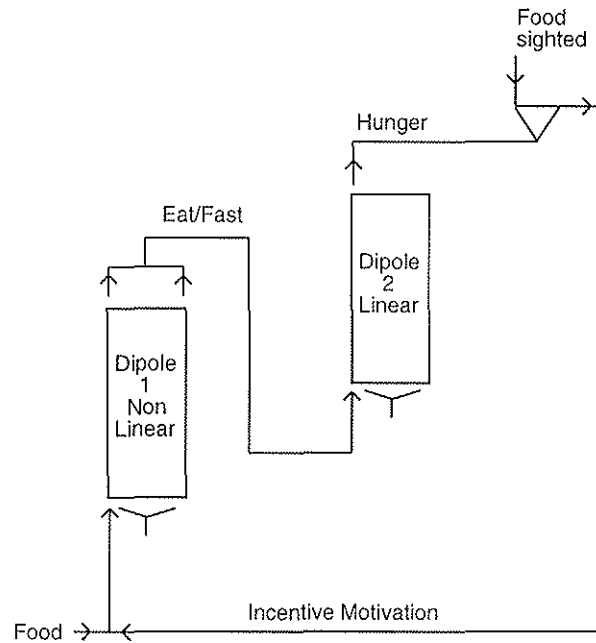 Food
sighted
Hunger
Eat/Fast
Dipole
2
Linear
Dipole
1
Non
Linear
Incentive Motivation
Food